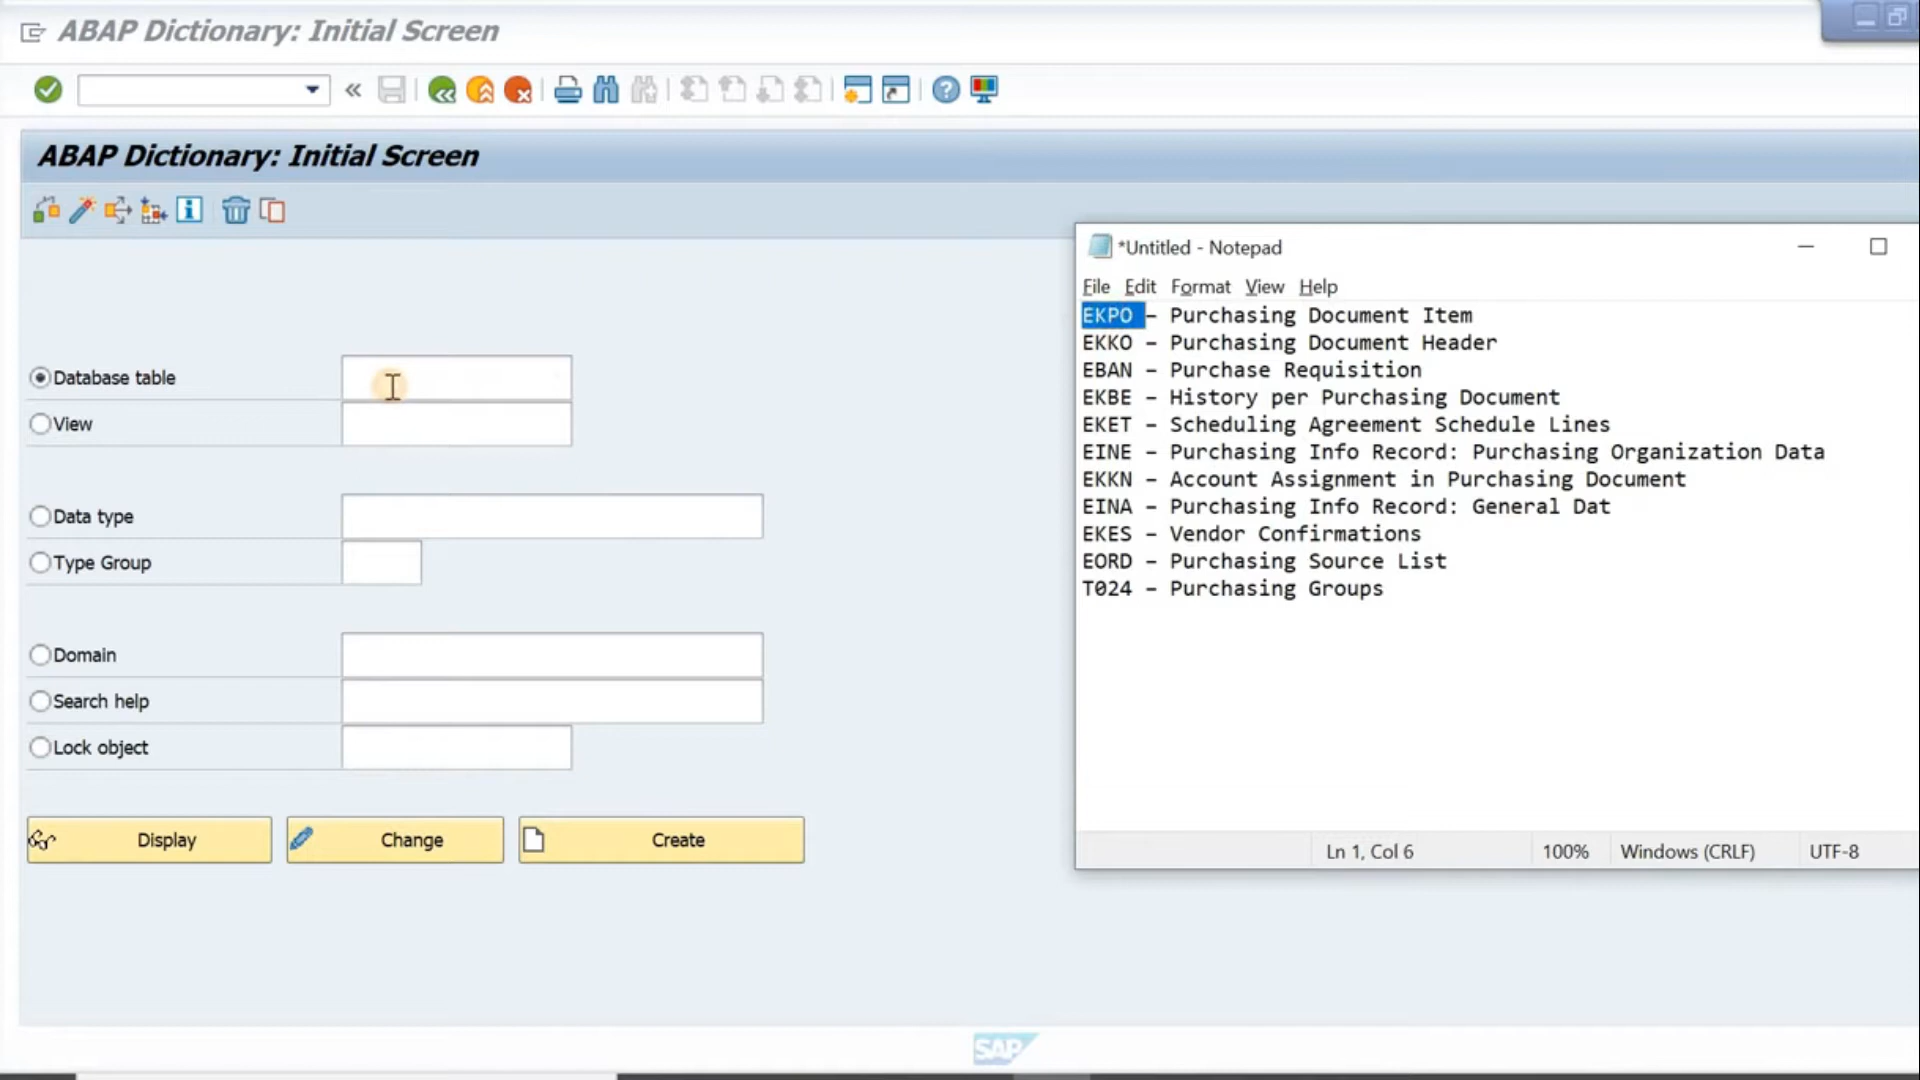 ABAP Dictionary: Initial Screen
ABAP Dictionary: Initial Screen
Database table
View
Data type
Type Group
Domain
Search help
Lock object
Display
Change
Create
*Untitled - Notepad
File Edit Format View Help
EKPO – Purchasing Document Item
EKKO – Purchasing Document Header
EBAN – Purchase Requisition
EKBE – History per Purchasing Document
EKET – Scheduling Agreement Schedule Lines
EINE – Purchasing Info Record: Purchasing Organization Data
EKKN – Account Assignment in Purchasing Document
EINA – Purchasing Info Record: General Dat
EKES – Vendor Confirmations
EORD – Purchasing Source List
T024 – Purchasing Groups
Ln 1, Col 6
100%
Windows (CRLF)
UTF-8
SAP